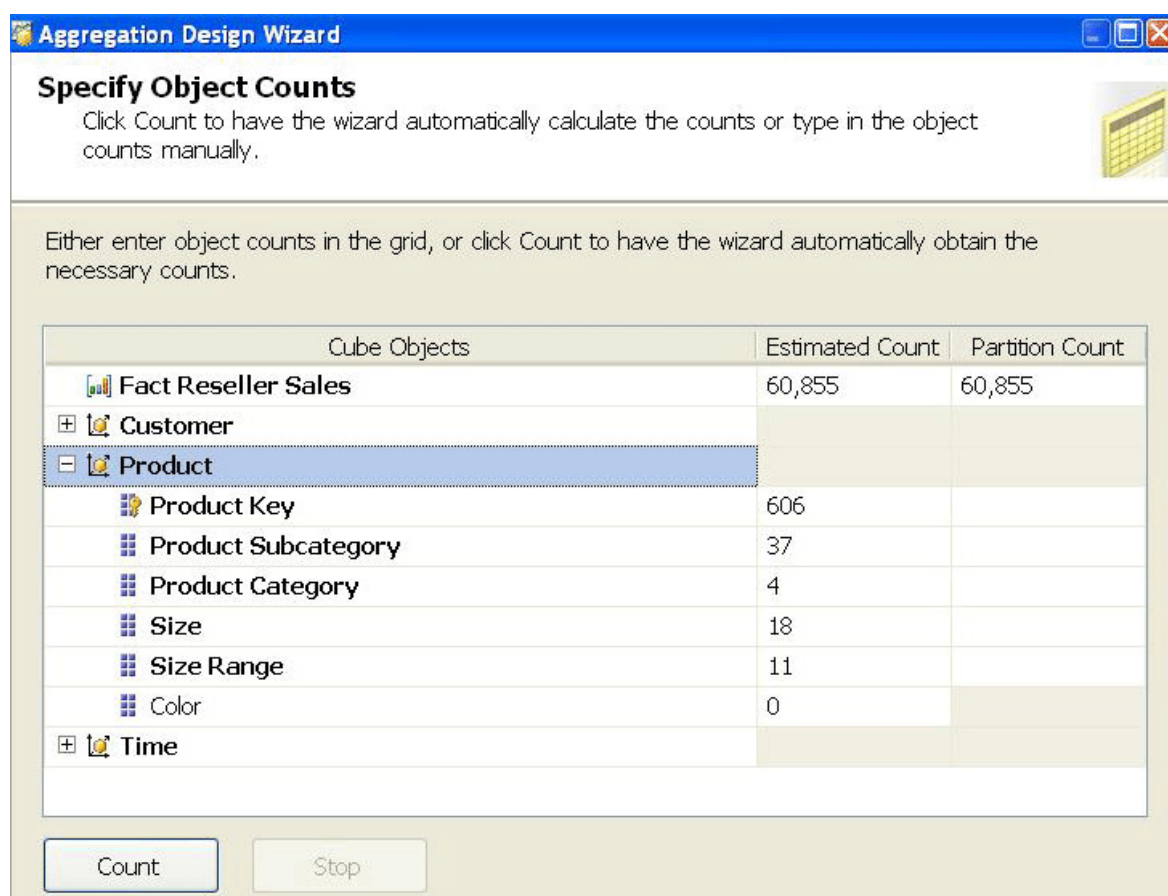 Aggregation Design Wizard
Specify Object Counts
Click Count to have the wizard automatically calculate the counts or type in the object
counts manually.
Either enter object counts in the grid, or click Count to have the wizard automatically obtain the
necessary counts.
Cube Objects Estimated Count Partition Count
Fact Reseller Sales 60,855 60,855
Customer
Product
Product Key 606
Product Subcategory 37
Product Category 4
Size 18
Size Range 11
Color 0
Time
Count Stop